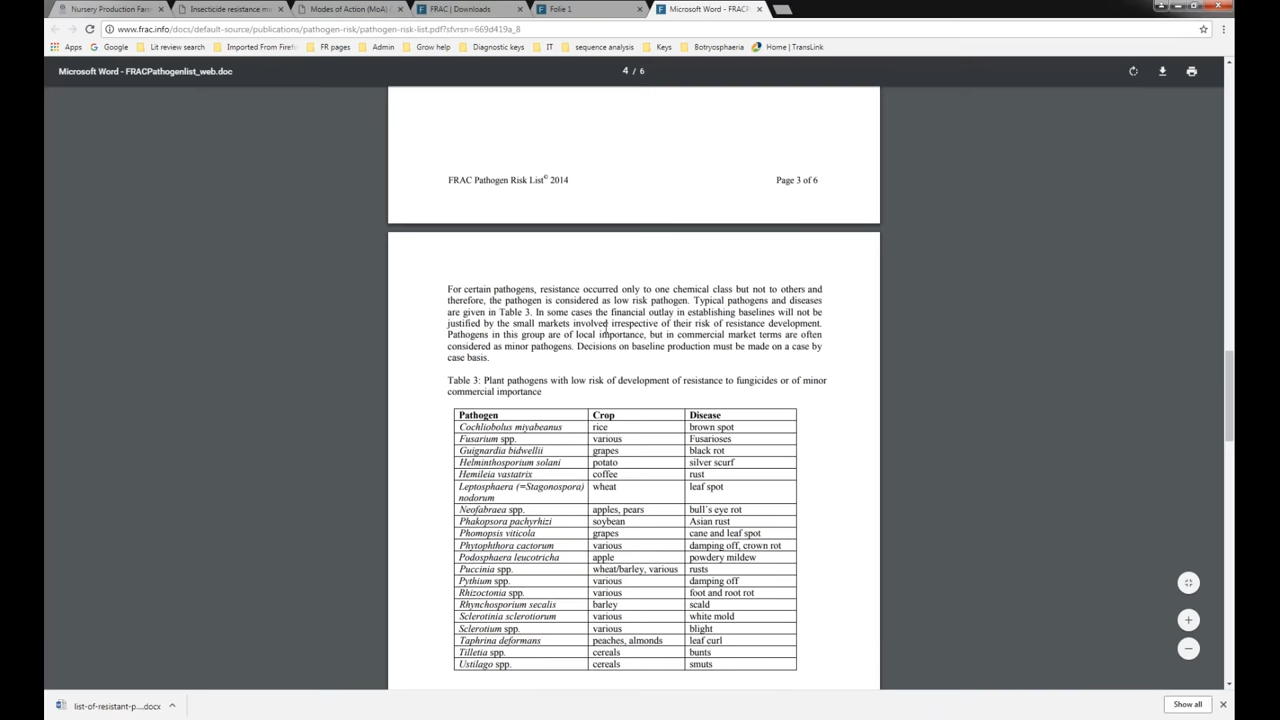 Nursery Production Farm
Insecticide resistance m
Modes of Action (MoA)
FRAC | Downloads
Folie 1
Microsoft Word - FRACP
www.frac.info/docs/default-source/publications/pathogen-risk/pathogen-risk-list.pdf?sfvrsn=669d419a_8
Apps
Google
Lit review search
Imported From Firef
FR pages
Admin
Grow help
Diagnostic keys
IT
sequence analysis
Keys
Botryosphaeria
Home | TransLink
Microsoft Word - FRACPathogenlist_web.doc
4 / 6
FRAC Pathogen Risk List© 2014
Page 3 of 6
For certain pathogens, resistance occurred only to one chemical class but not to others and
therefore, the pathogen is considered as low risk pathogen. Typical pathogens and diseases
are given in Table 3. In some cases the financial outlay in establishing baselines will not be
justified by the small markets involved irrespective of their risk of resistance development.
Pathogens in this group are of local importance, but in commercial market terms are often
considered as minor pathogens. Decisions on baseline production must be made on a case by
case basis.
Table 3: Plant pathogens with low risk of development of resistance to fungicides or of minor
commercial importance
Pathogen Crop Disease
Cochliobolus miyabeanus rice brown spot
Fusarium spp. various Fusarioses
Guignardia bidwellii grapes black rot
Helminthosporium solani potato silver scurf
Hemileia vastatrix coffee rust
Leptosphaera (=Stagonospora) wheat leaf spot
nodorum
Neofabraea spp. apples, pears bull´s eye rot
Phakopsora pachyrhizi soybean Asian rust
Phomopsis viticola grapes cane and leaf spot
Phytophthora cactorum various damping off, crown rot
Podosphaera leucotricha apple powdery mildew
Puccinia spp. wheat/barley, various rusts
Pythium spp. various damping off
Rhizoctonia spp. various foot and root rot
Rhynchosporium secalis barley scald
Sclerotinia sclerotiorum various white mold
Sclerotium spp. various blight
Taphrina deformans peaches, almonds leaf curl
Tilletia spp. cereals bunts
Ustilago spp. cereals smuts
list-of-resistant-p....docx
Show all